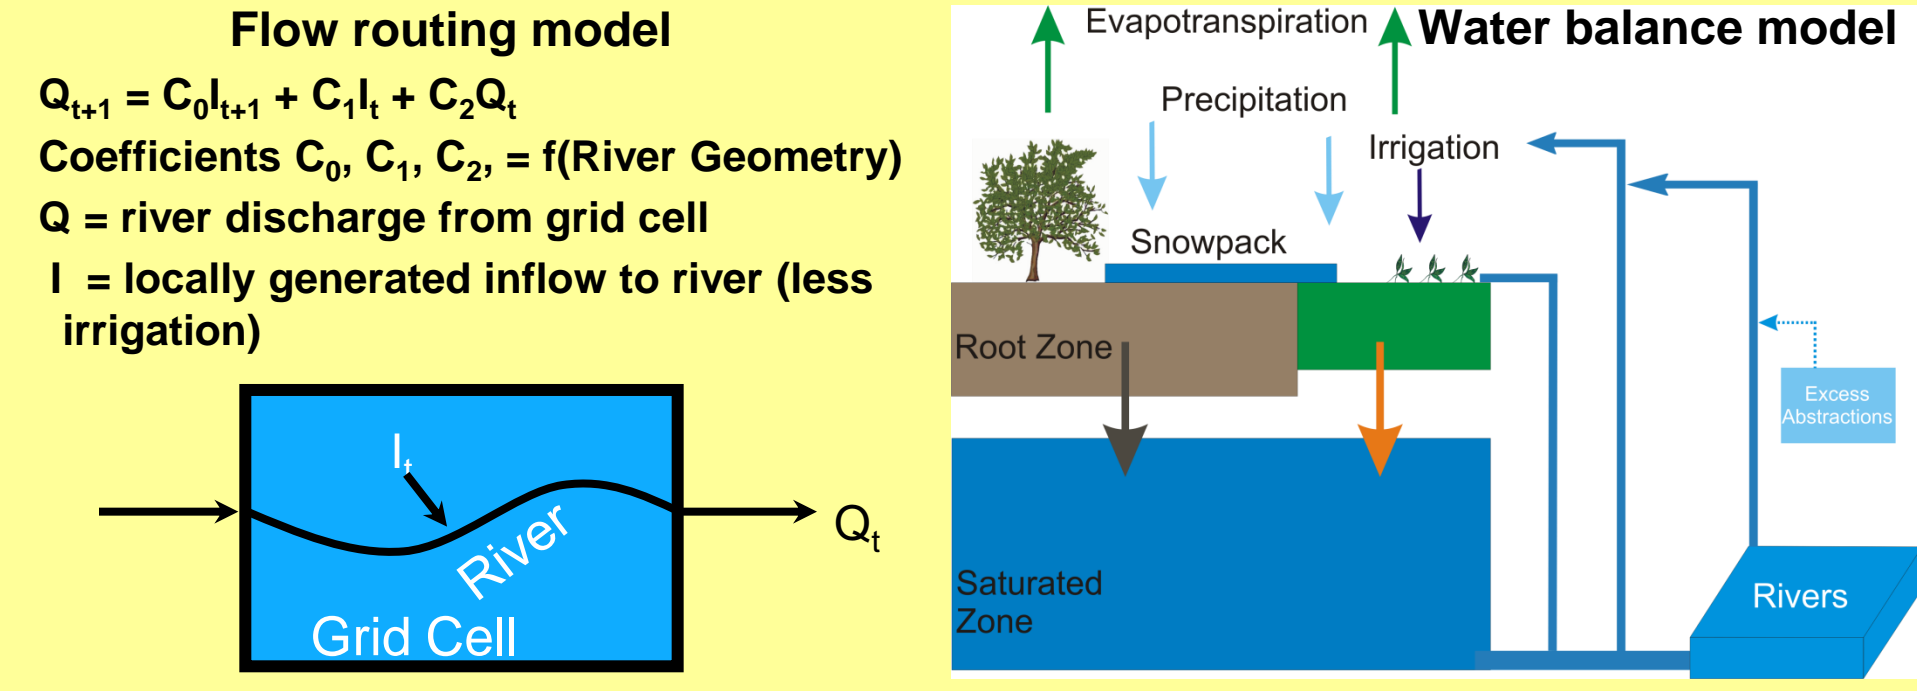 Flow routing model
Qt+1 = C0It+1 + C1It + C2Qt
Coefficients C0, C1, C2, = f(River Geometry)
Q = river discharge from grid cell
I = locally generated inflow to river (less
irrigation)
It
River
Grid Cell
Qt
Water balance model
Evapotranspiration
Precipitation
Irrigation
Snowpack
Root Zone
Excess
Abstractions
Saturated
Zone
Rivers